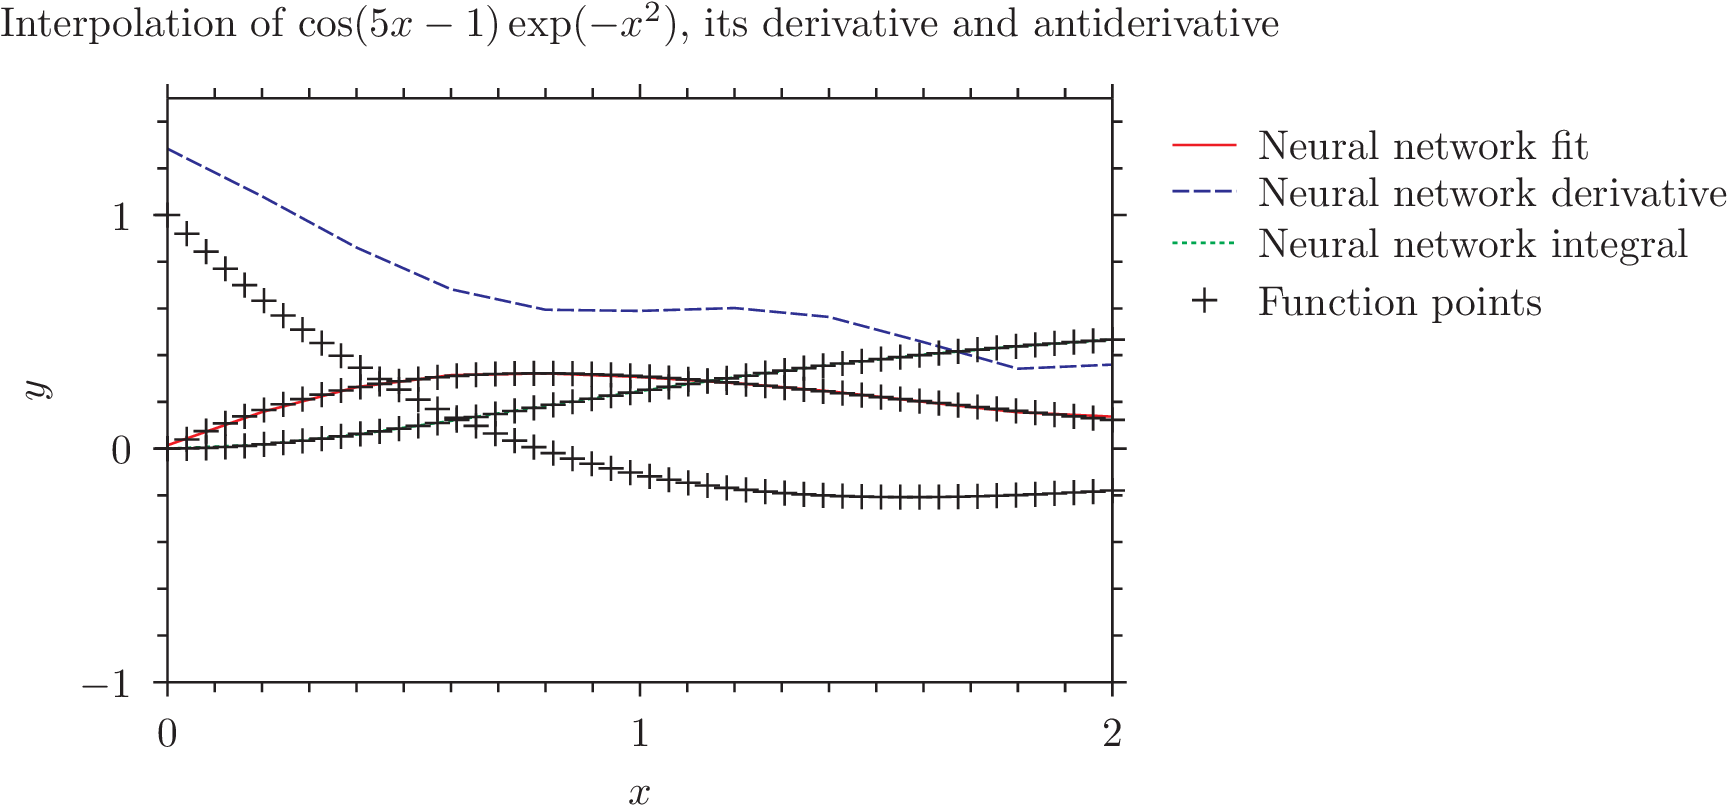 Interpolation of cos(5x − 1) exp(−x²), its derivative and antiderivative
Neural network fit
Neural network derivative
Neural network integral
Function points
1
0
−1
y
0 1 2
x